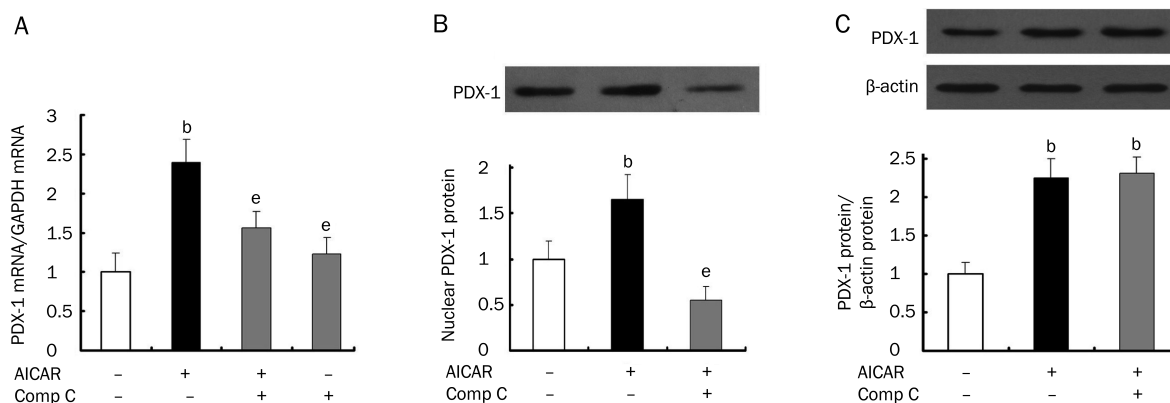 A
PDX-1 mRNA/GAPDH mRNA
3
2.5
2
1.5
1
0.5
0
b
e
e
AICAR – + + –
Comp C – – + +
B
PDX-1
Nuclear PDX-1 protein
2
1.5
1
0.5
0
b
e
AICAR – + +
Comp C – – +
C
PDX-1
β-actin
PDX-1 protein/
β-actin protein
2.5
2
1.5
1
0.5
0
b
b
AICAR – + +
Comp C – – +